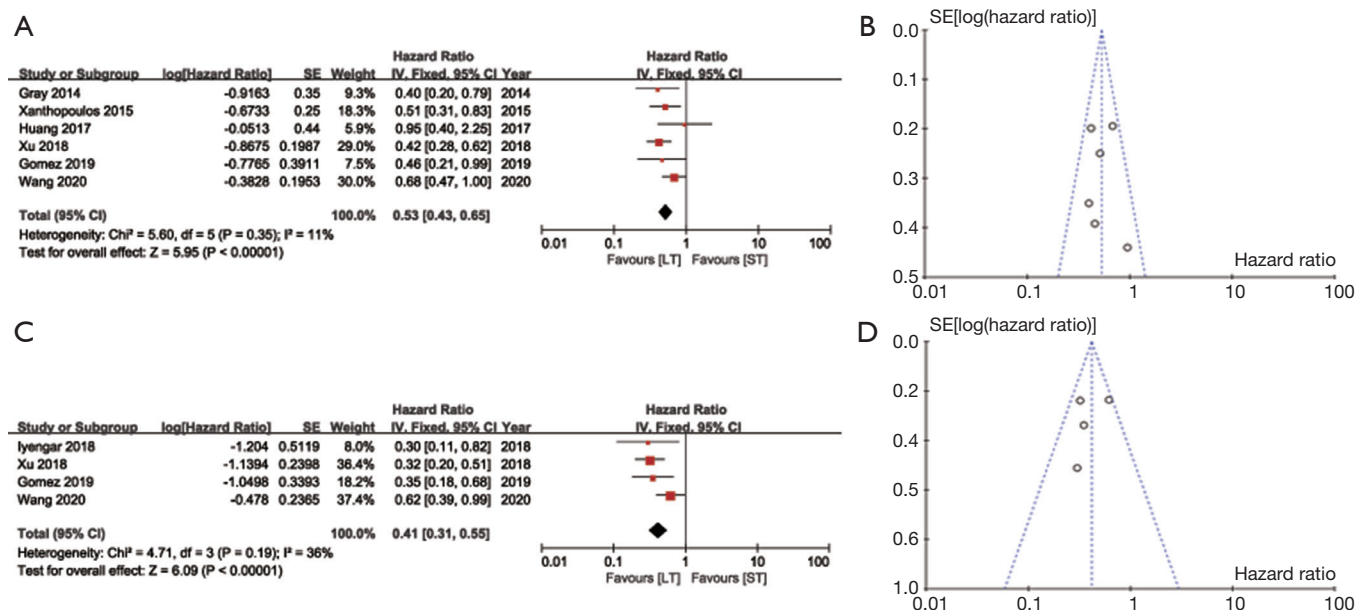 A
Hazard Ratio Hazard Ratio
Study or Subgroup log[Hazard Ratio] SE Weight IV, Fixed, 95% CI Year IV, Fixed, 95% CI
Gray 2014 -0.9163 0.35 9.3% 0.40 [0.20, 0.79] 2014
Xanthopoulos 2015 -0.6733 0.25 18.3% 0.51 [0.31, 0.83] 2015
Huang 2017 -0.0513 0.44 5.9% 0.95 [0.40, 2.25] 2017
Xu 2018 -0.8675 0.1987 29.0% 0.42 [0.28, 0.62] 2018
Gomez 2019 -0.7765 0.3911 7.5% 0.46 [0.21, 0.99] 2019
Wang 2020 -0.3828 0.1953 30.0% 0.68 [0.47, 1.00] 2020
Total (95% CI) 100.0% 0.53 [0.43, 0.65]
Heterogeneity: Chi² = 5.60, df = 5 (P = 0.35); I² = 11%
Test for overall effect: Z = 5.95 (P < 0.00001)
0.01 0.1 1 10 100
Favours [LT] Favours [ST]
B
SE[log(hazard ratio)]
0.0
0.1
0.2
0.3
0.4
0.5
Hazard ratio
0.01 0.1 1 10 100
C
Hazard Ratio Hazard Ratio
Study or Subgroup log[Hazard Ratio] SE Weight IV, Fixed, 95% CI Year IV, Fixed, 95% CI
Iyengar 2018 -1.204 0.5119 8.0% 0.30 [0.11, 0.82] 2018
Xu 2018 -1.1394 0.2398 36.4% 0.32 [0.20, 0.51] 2018
Gomez 2019 -1.0498 0.3393 18.2% 0.35 [0.18, 0.68] 2019
Wang 2020 -0.478 0.2365 37.4% 0.62 [0.39, 0.99] 2020
Total (95% CI) 100.0% 0.41 [0.31, 0.55]
Heterogeneity: Chi² = 4.71, df = 3 (P = 0.19); I² = 36%
Test for overall effect: Z = 6.09 (P < 0.00001)
0.01 0.1 1 10 100
Favours [LT] Favours [ST]
D
SE[log(hazard ratio)]
0.0
0.2
0.4
0.5
0.6
1.0
Hazard ratio
0.01 0.1 1 10 100